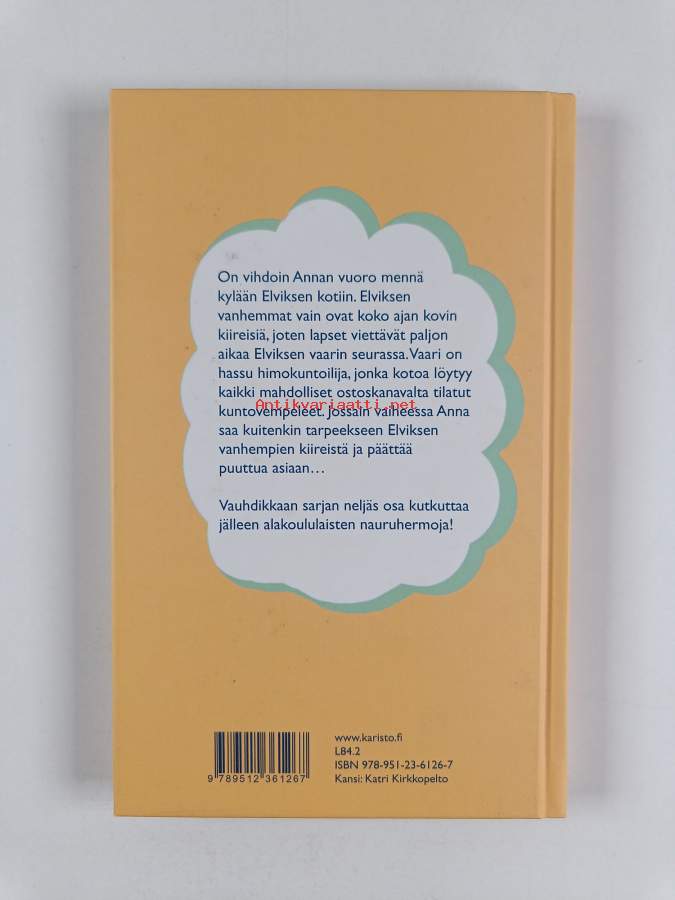 On vihdoin Annan vuoro mennä
kylään Elviksen kotiin. Elviksen
vanhemmat vain ovat koko ajan kovin
kiireisiä, joten lapset viettävät paljon
aikaa Elviksen vaarin seurassa. Vaari on
hassu himokuntoilija, jonka kotoa löytyy
kaikki mahdolliset ostoskanavalta tilatut
Antikvariaatti.net
kuntovempeleet. Jossain vaiheessa Anna
saa kuitenkin tarpeekseen Elviksen
vanhempien kiireistä ja päättää
puuttua asiaan…
Vauhdikkaan sarjan neljäs osa kutkuttaa
jälleen alakoululaisten nauruhermoja!
www.karisto.fi
L84.2
ISBN 978-951-23-6126-7
Kansi: Katri Kirkkopelto
9 789512 361267